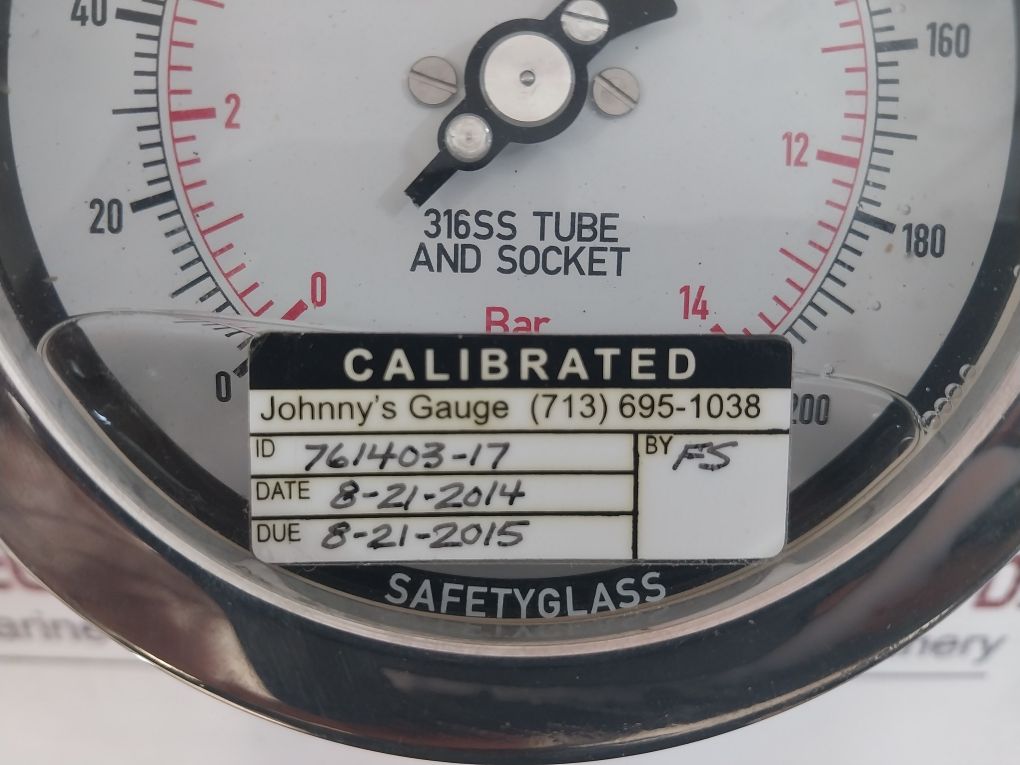 40
160
2
12
20
180
316SS TUBE
AND SOCKET
0
14
Bar
0
200
CALIBRATED
Johnny's Gauge (713) 695-1038
ID 761403-17
BY FS
DATE 8-21-2014
DUE 8-21-2015
SAFETYGLASS